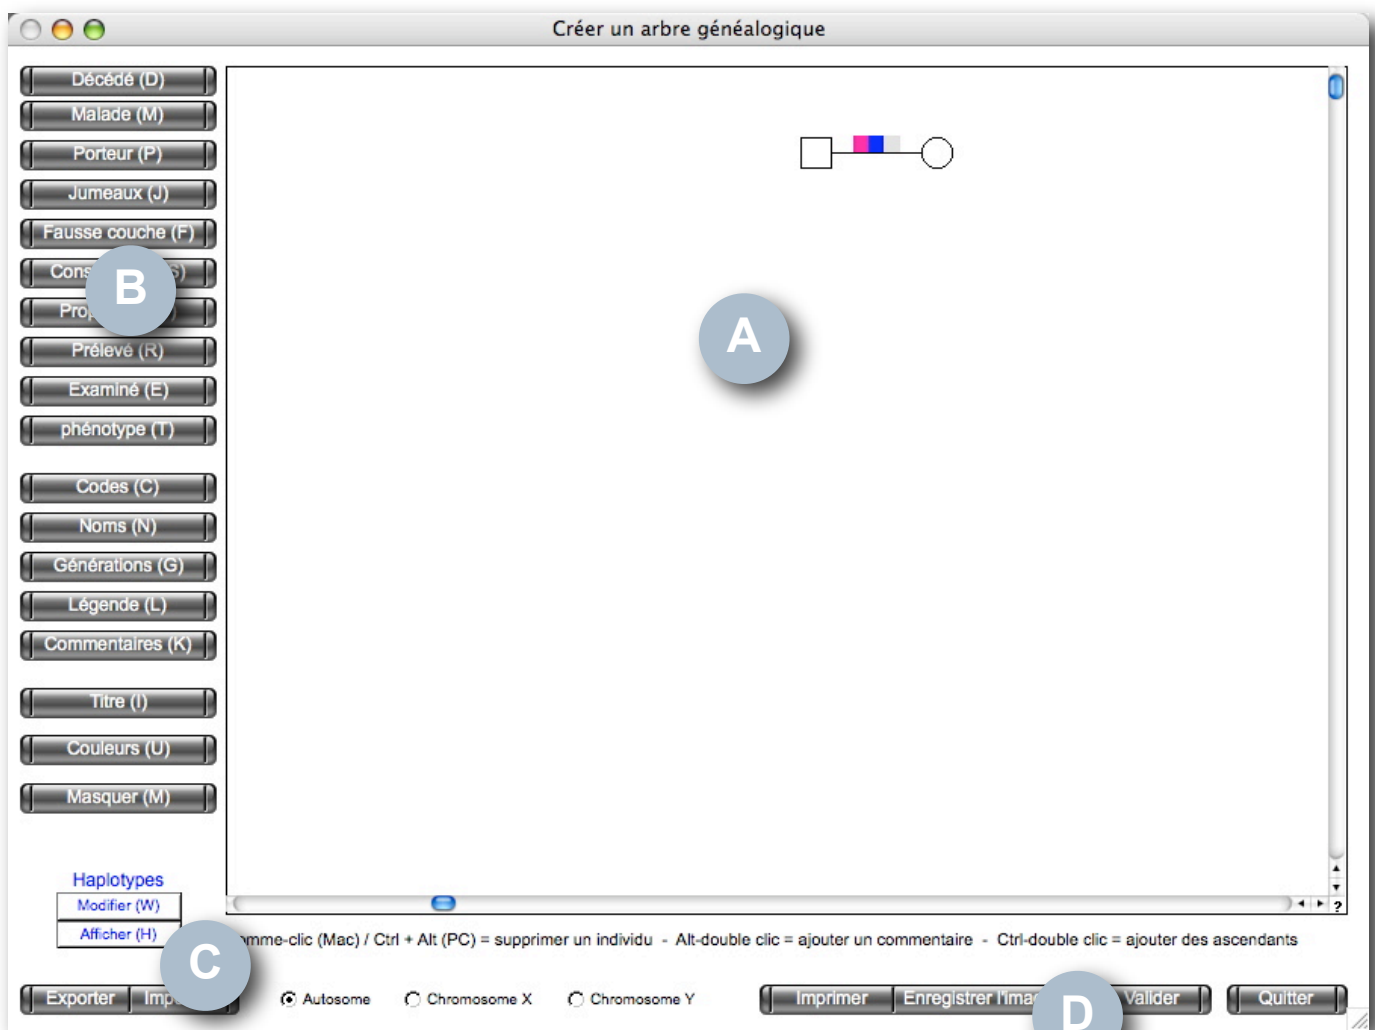 Créer un arbre généalogique
Décédé (D)
Malade (M)
Porteur (P)
Jumeaux (J)
Fausse couche (F)
B
A
Prélevé (R)
Examiné (E)
phénotype (T)
Codes (C)
Noms (N)
Générations (G)
Légende (L)
Commentaires (K)
Titre (I)
Couleurs (U)
Masquer (M)
Haplotypes
Modifier (W)
Afficher (H)
?
(Mac) / Ctrl + Alt (PC) = supprimer un individu - Alt-double clic = ajouter un commentaire - Ctrl-double clic = ajouter des ascendants
C
Exporter
Autosome
Chromosome X
Chromosome Y
Imprimer
Enregistrer
D
Valider
Quitter